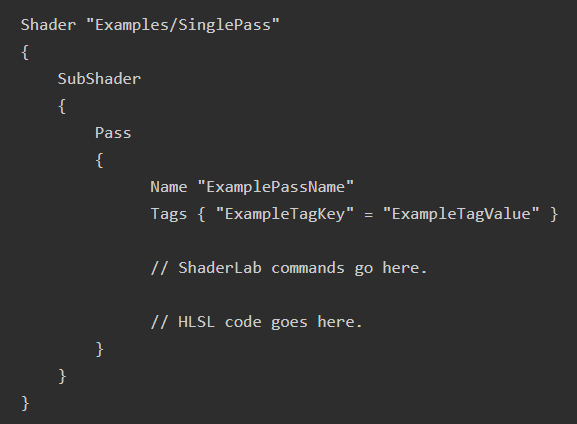 Shader "Examples/SinglePass"
{
SubShader
{
Pass
{
Name "ExamplePassName"
Tags { "ExampleTagKey" = "ExampleTagValue" }
// ShaderLab commands go here.
// HLSL code goes here.
}
}
}